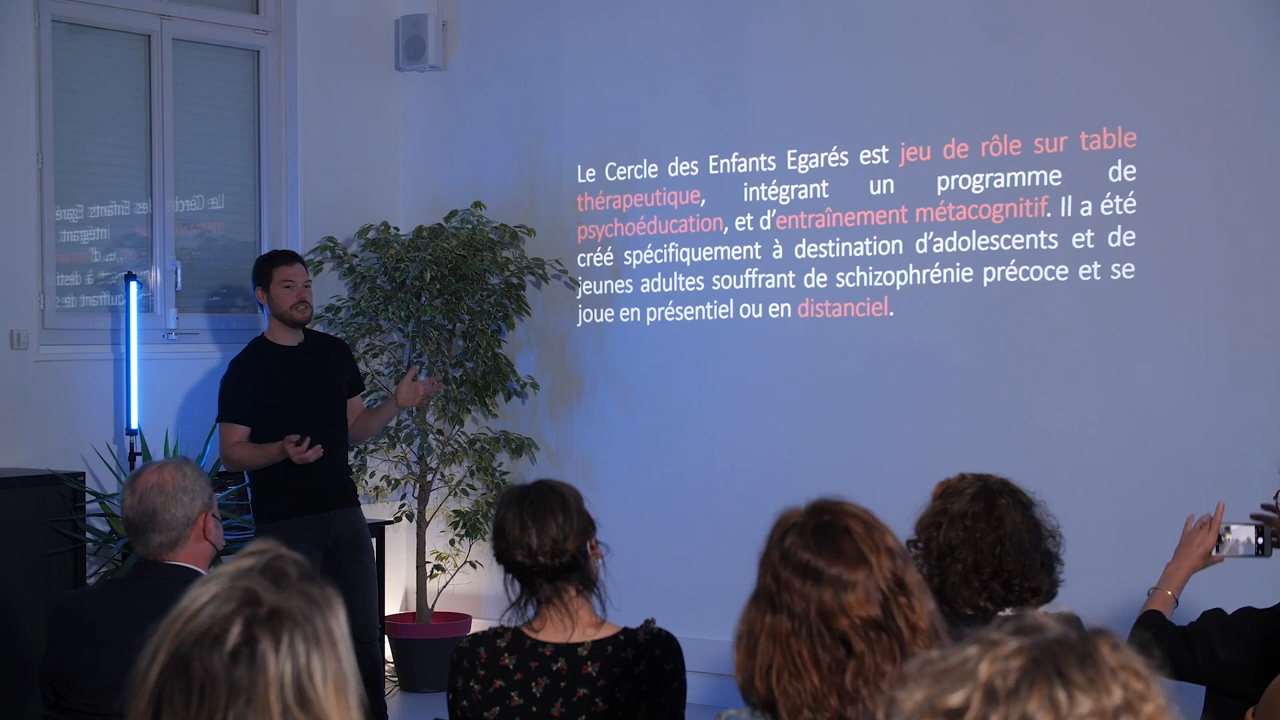 Le Cercle des Enfants Egarés est jeu de rôle sur table
thérapeutique, intégrant un programme de
psychoéducation, et d'entraînement métacognitif. Il a été
créé spécifiquement à destination d'adolescents et de
jeunes adultes souffrant de schizophrénie précoce et se
joue en présentiel ou en distanciel.